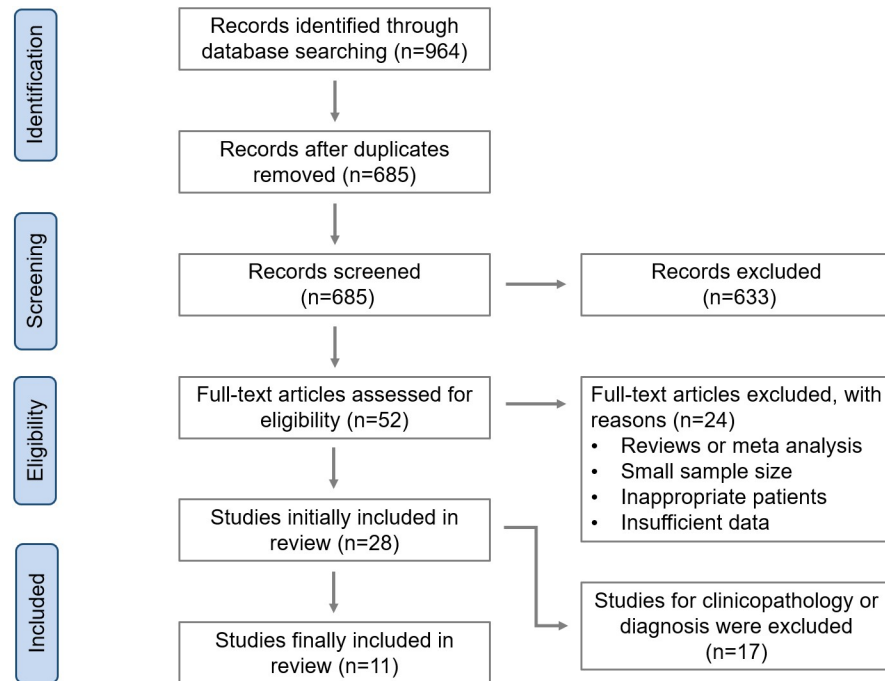 Identification
Records identified through
database searching (n=964)
Records after duplicates
removed (n=685)
Screening
Records screened
(n=685)
Records excluded
(n=633)
Eligibility
Full-text articles assessed for
eligibility (n=52)
Full-text articles excluded, with
reasons (n=24)
• Reviews or meta analysis
• Small sample size
• Inappropriate patients
• Insufficient data
Studies initially included in
review (n=28)
Included
Studies for clinicopathology or
diagnosis were excluded
(n=17)
Studies finally included in
review (n=11)